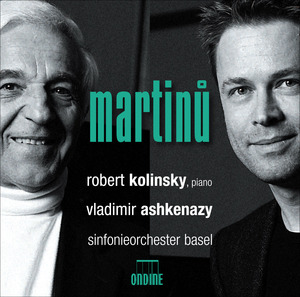 martinů
robert kolinsky, piano
vladimir ashkenazy
sinfonieorchester basel
ONDINE